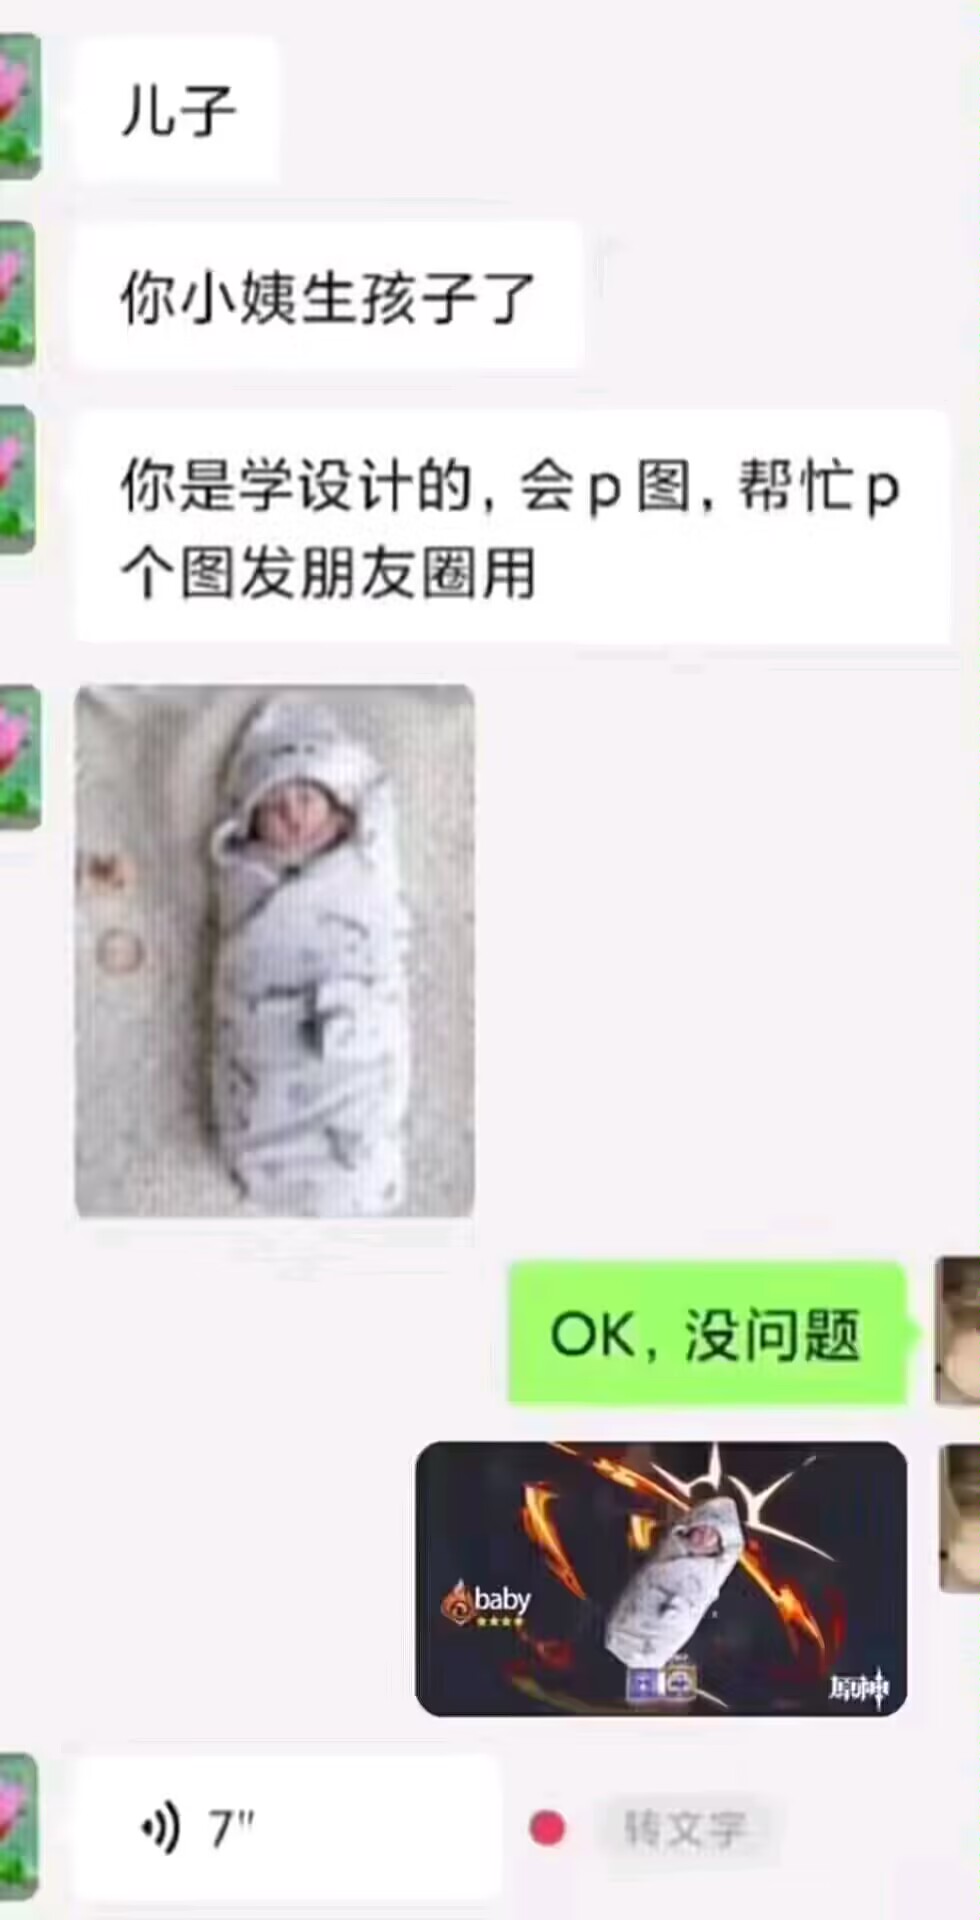 儿子
你小姨生孩子了
你是学设计的，会p图，帮忙p
个图发朋友圈用
OK，没问题
baby
原神
7"
转文字